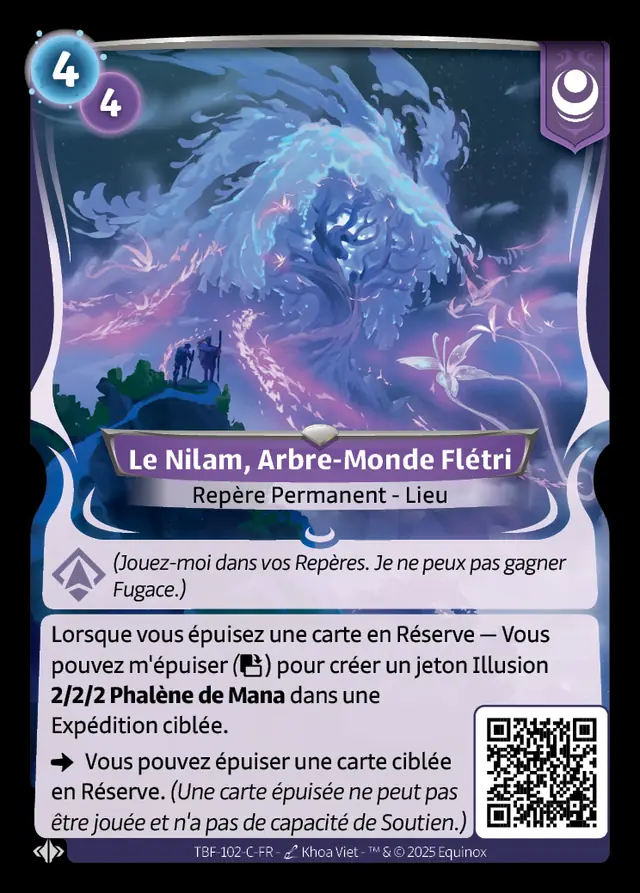 4
4
Le Nilam, Arbre-Monde Flétri
Repère Permanent - Lieu
(Jouez-moi dans vos Repères. Je ne peux pas gagner
Fugace.)
Lorsque vous épuisez une carte en Réserve — Vous
pouvez m'épuiser () pour créer un jeton Illusion
2/2/2 Phalène de Mana dans une
Expédition ciblée.
Vous pouvez épuiser une carte ciblée
en Réserve. (Une carte épuisée ne peut pas
être jouée et n'a pas de capacité de Soutien.)
TBF-102-C-FR - Khoa Viet - ™ & © 2025 Equinox